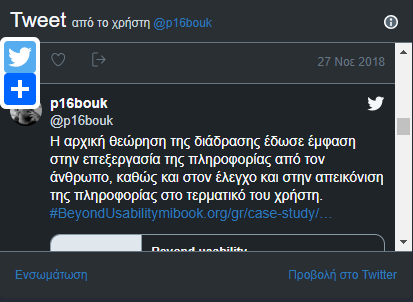 Tweet από το χρήστη @p16bouk
27 Νοε 2018
p16bouk
@p16bouk
Η αρχική θεώρηση της διάδρασης έδωσε έμφαση
στην επεξεργασία της πληροφορίας από τον
άνθρωπο, καθώς και στον έλεγχο και στην απεικόνιση
της πληροφορίας στο τερματικό του χρήστη.
#BeyondUsabilitymibook.org/gr/case-study/…
Beyond usability
Ενσωμάτωση
Προβολή στο Twitter